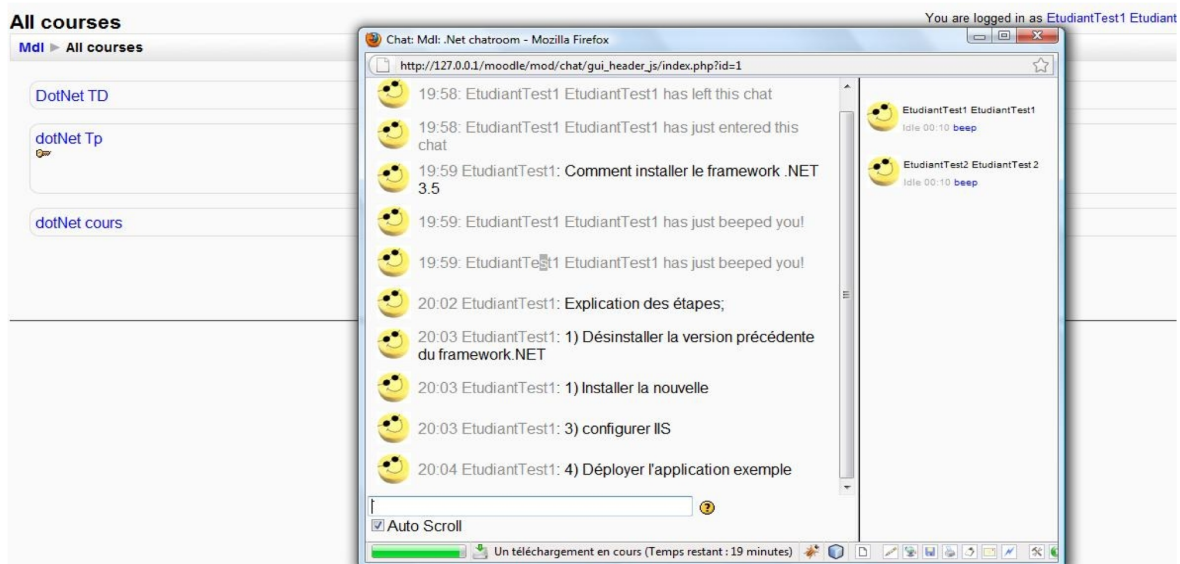 All courses
You are logged in as EtudiantTest1 Etudiant
Mdl ► All courses
DotNet TD
dotNet Tp
dotNet cours
Chat: Mdl: .Net chatroom - Mozilla Firefox
http://127.0.0.1/moodle/mod/chat/gui_header_js/index.php?id=1
19:58: EtudiantTest1 EtudiantTest1 has left this chat
19:58: EtudiantTest1 EtudiantTest1 has just entered this
chat
19:59 EtudiantTest1: Comment installer le framework .NET
3.5
19:59: EtudiantTest1 EtudiantTest1 has just beeped you!
19:59: EtudiantTest1 EtudiantTest1 has just beeped you!
20:02 EtudiantTest1: Explication des étapes;
20:03 EtudiantTest1: 1) Désinstaller la version précédente
du framework.NET
20:03 EtudiantTest1: 1) Installer la nouvelle
20:03 EtudiantTest1: 3) configurer IIS
20:04 EtudiantTest1: 4) Déployer l'application exemple
Auto Scroll
EtudiantTest1 EtudiantTest1
Idle 00:10 beep
EtudiantTest2 EtudiantTest2
Idle 00:10 beep
Un téléchargement en cours (Temps restant : 19 minutes)